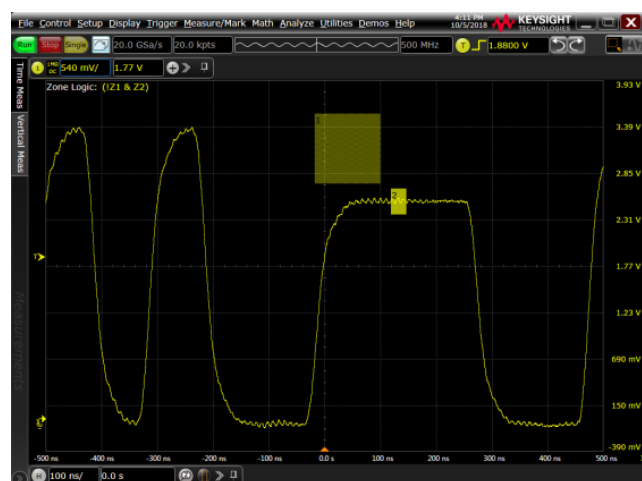 File Control Setup Display Trigger Measure/Mark Math Analyze Utilities Demos Help
4:11 PM
10/5/2018
KEYSIGHT
TECHNOLOGIES
Run Stop Single 20.0 GSa/s 20.0 kpts 500 MHz T 1.8800 V
1 1MΩ DC 540 mV/ 1.77 V
Time Meas
Vertical Meas
Measurements
Zone Logic: (!Z1 & Z2)
1
2
T
3.93 V
3.39 V
2.85 V
2.31 V
1.77 V
1.23 V
690 mV
150 mV
-390 mV
-500 ns -400 ns -300 ns -200 ns -100 ns 0.0 s 100 ns 200 ns 300 ns 400 ns 500 ns
H 100 ns/ 0.0 s